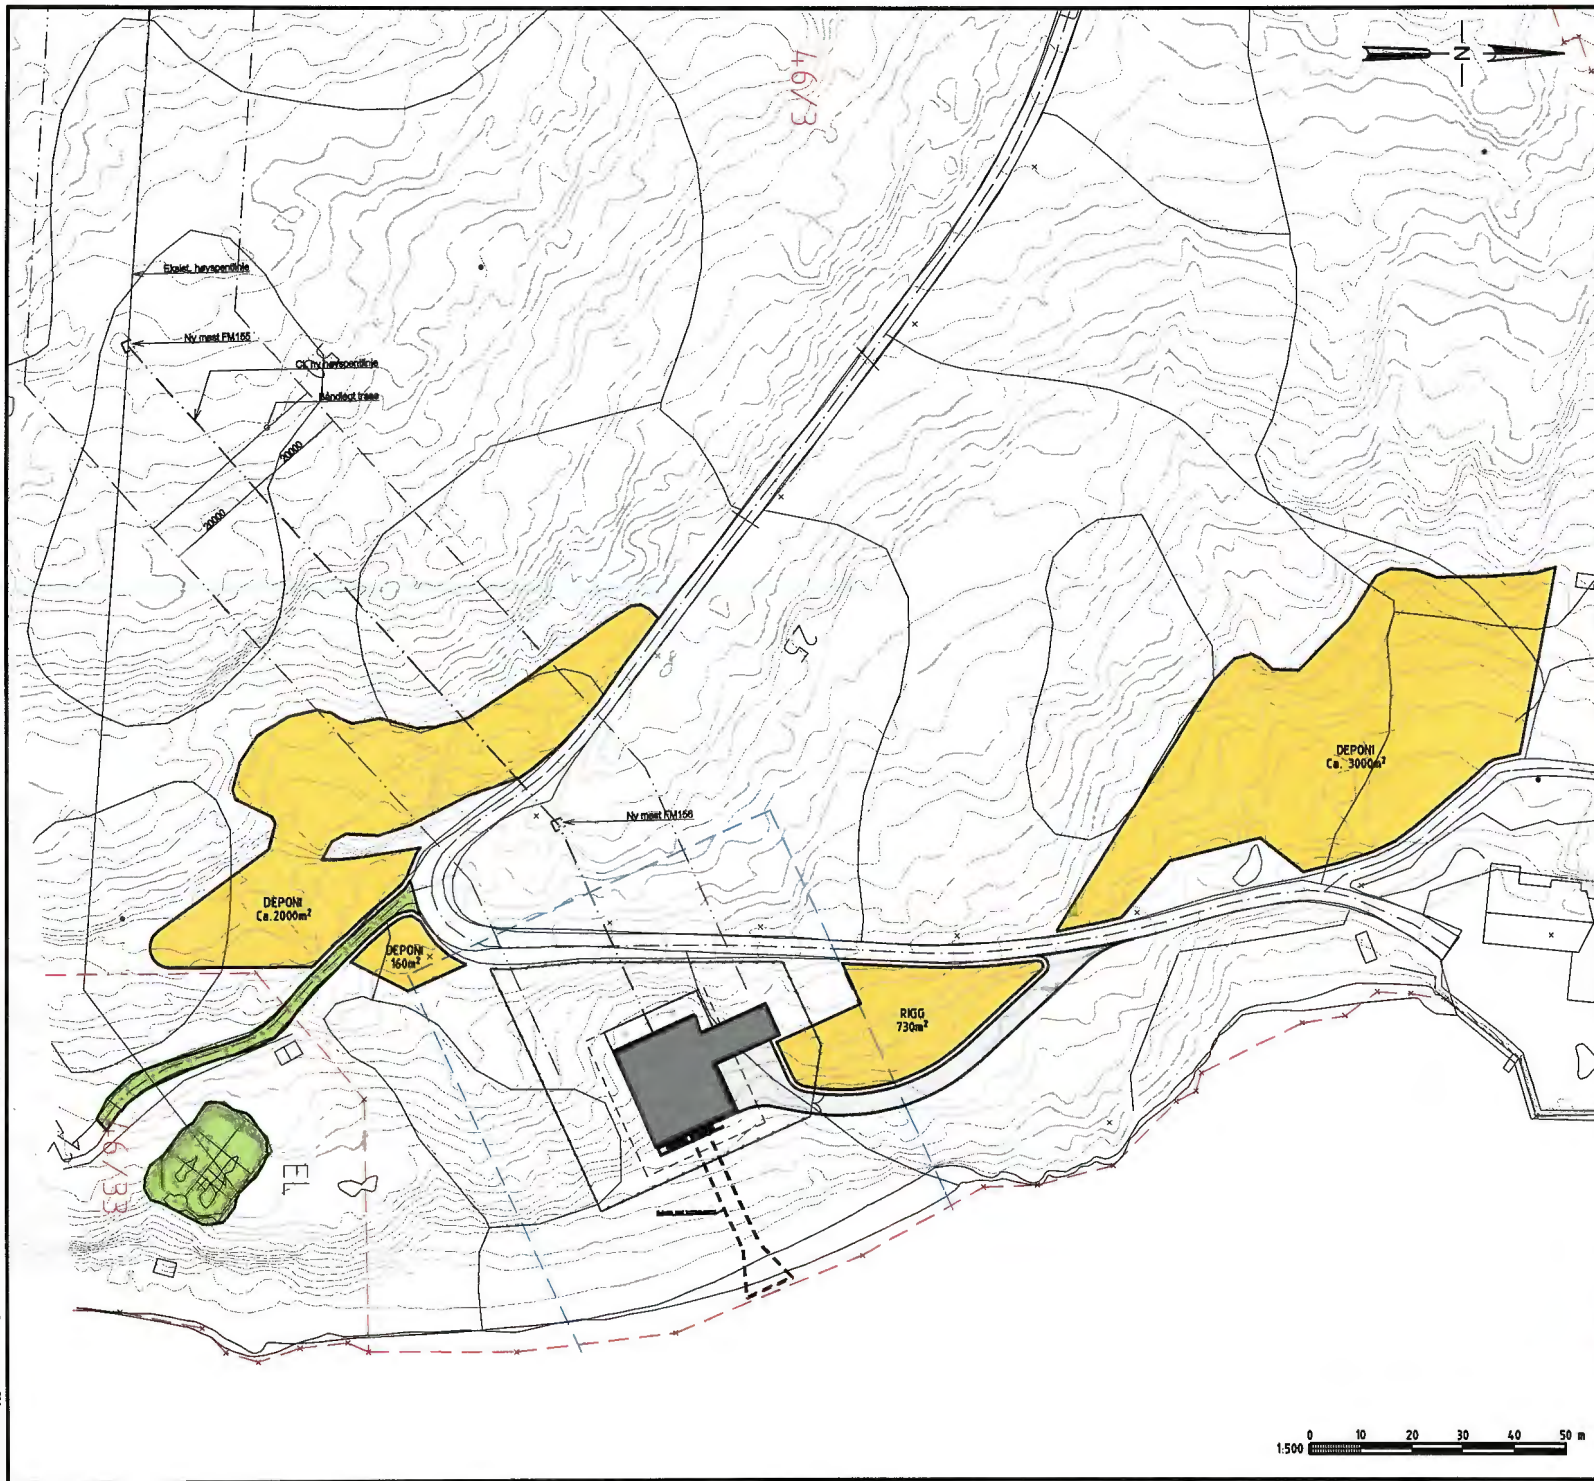 N
46/3
Eksist. høyspentlinje
Ny mast FM155
CL ny høyspentlinje
Båndlagt trase
20000
20000
25
DEPONI
Ca. 3000m²
Ny mast FM156
DEPONI
Ca. 2000m²
DEPONI
160m²
RIGG
730m²
46/33
EL
1:500
0 10 20 30 40 50 m